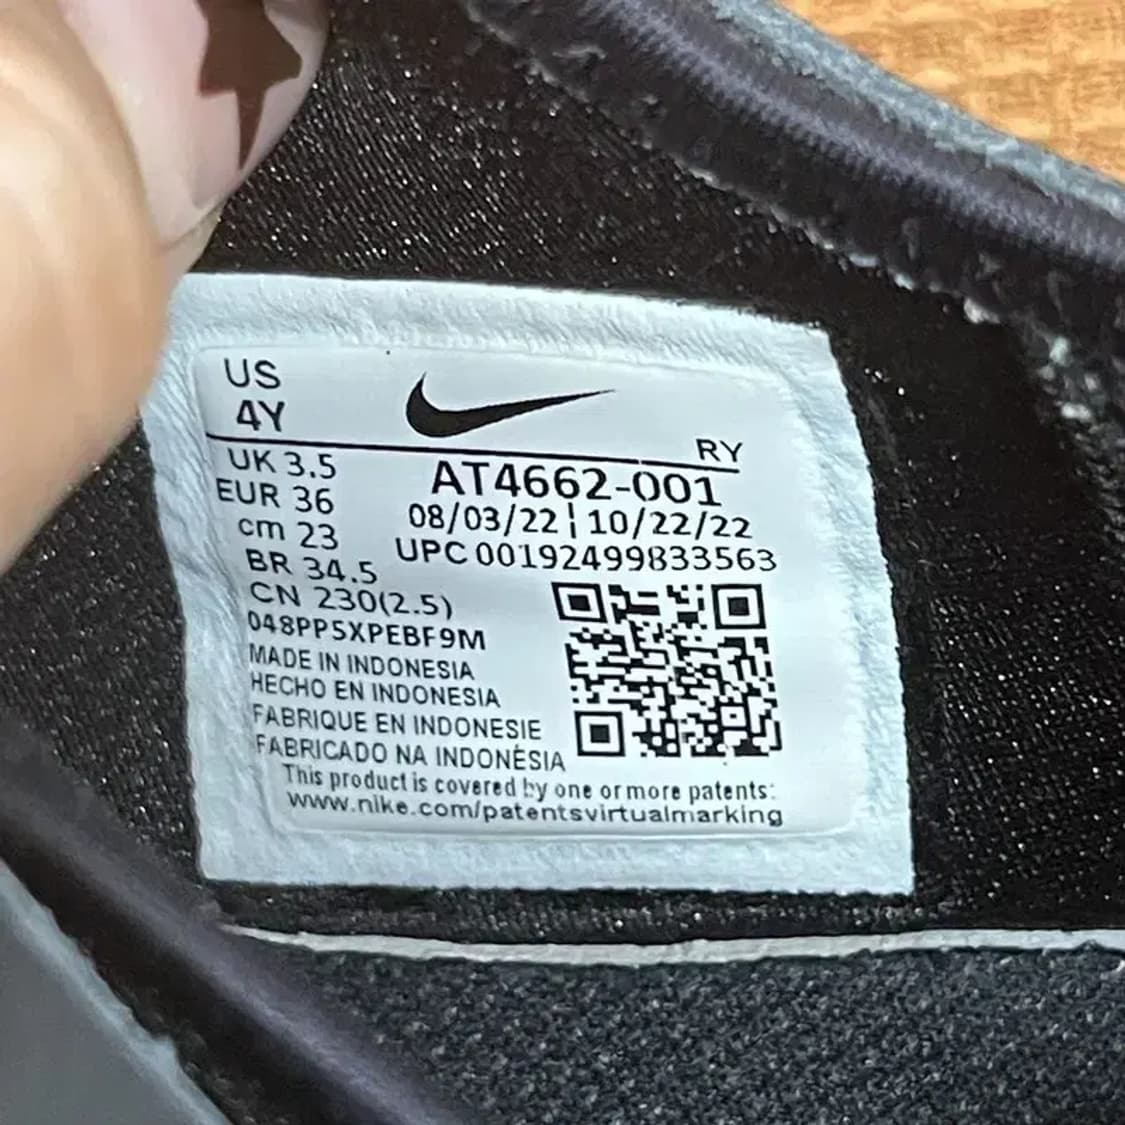 US
4Y
RY
UK 3.5
AT4662-001
EUR 36
08/03/22 ¦ 10/22/22
cm 23
UPC 00192499833563
BR 34.5
CN 230(2.5)
048PP5XPEBF9M
MADE IN INDONESIA
HECHO EN INDONESIA
FABRIQUE EN INDONESIE
FABRICADO NA INDONÉSIA
This product is covered by one or more patents:
www.nike.com/patentsvirtualmarking